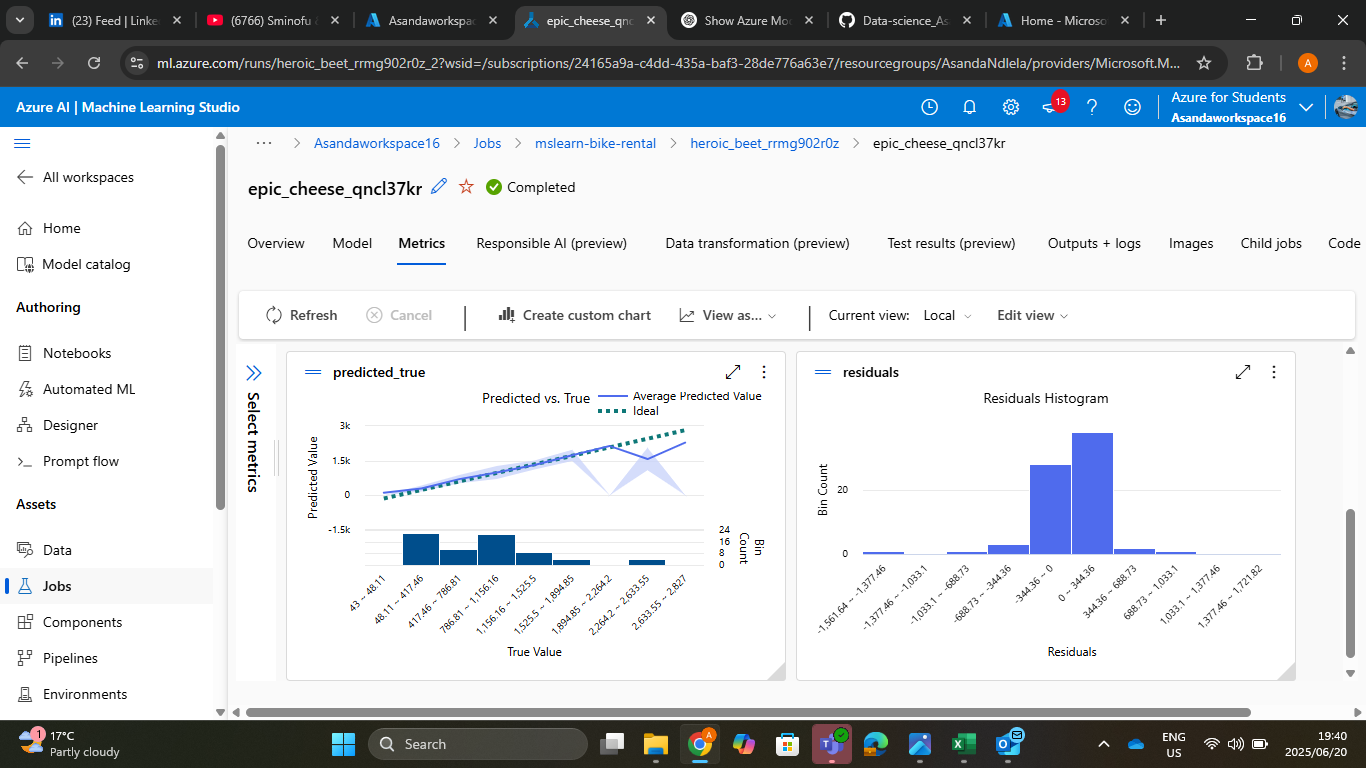 (23) Feed | Linke
(6766) Sminofu
Asandaworkspac
epic_cheese_qnc
Show Azure Mo
Data-science_As
Home - Microso
ml.azure.com/runs/heroic_beet_rrmg902r0z_2?wsid=/subscriptions/24165a9a-c4dd-435a-baf3-28de776a63e7/resourcegroups/AsandaNdlela/providers/Microsoft.M...
A
Azure AI | Machine Learning Studio
13
Azure for Students
Asandaworkspace16
All workspaces
Home
Model catalog
Authoring
Notebooks
Automated ML
Designer
Prompt flow
Assets
Data
Jobs
Components
Pipelines
Environments
... > Asandaworkspace16 > Jobs > mslearn-bike-rental > heroic_beet_rrmg902r0z > epic_cheese_qncl37kr
epic_cheese_qncl37kr Completed
Overview Model Metrics Responsible AI (preview) Data transformation (preview) Test results (preview) Outputs + logs Images Child jobs Code
Refresh Cancel | Create custom chart View as... | Current view: Local Edit view
Select metrics
predicted_true
Predicted vs. True
Average Predicted Value
Ideal
Predicted Value
3k
1.5k
0
-1.5k
24
16
8
0
Bin
Count
43 ~ 48.11
48.11 ~ 417.46
417.46 ~ 786.81
786.81 ~ 1,156.16
1,156.16 ~ 1,525.5
1,525.5 ~ 1,894.85
1,894.85 ~ 2,264.2
2,264.2 ~ 2,633.55
2,633.55 ~ 2,827
True Value
residuals
Residuals Histogram
Bin Count
20
0
-1,561.64 ~ -1,377.46
-1,377.46 ~ -1,033.1
-1,033.1 ~ -688.73
-688.73 ~ -344.36
-344.36 ~ 0
0 ~ 344.36
344.36 ~ 688.73
688.73 ~ 1,033.1
1,033.1 ~ 1,377.46
1,377.46 ~ 1,721.82
Residuals
1
17°C
Partly cloudy
Search
A
ENG
US
19:40
2025/06/20